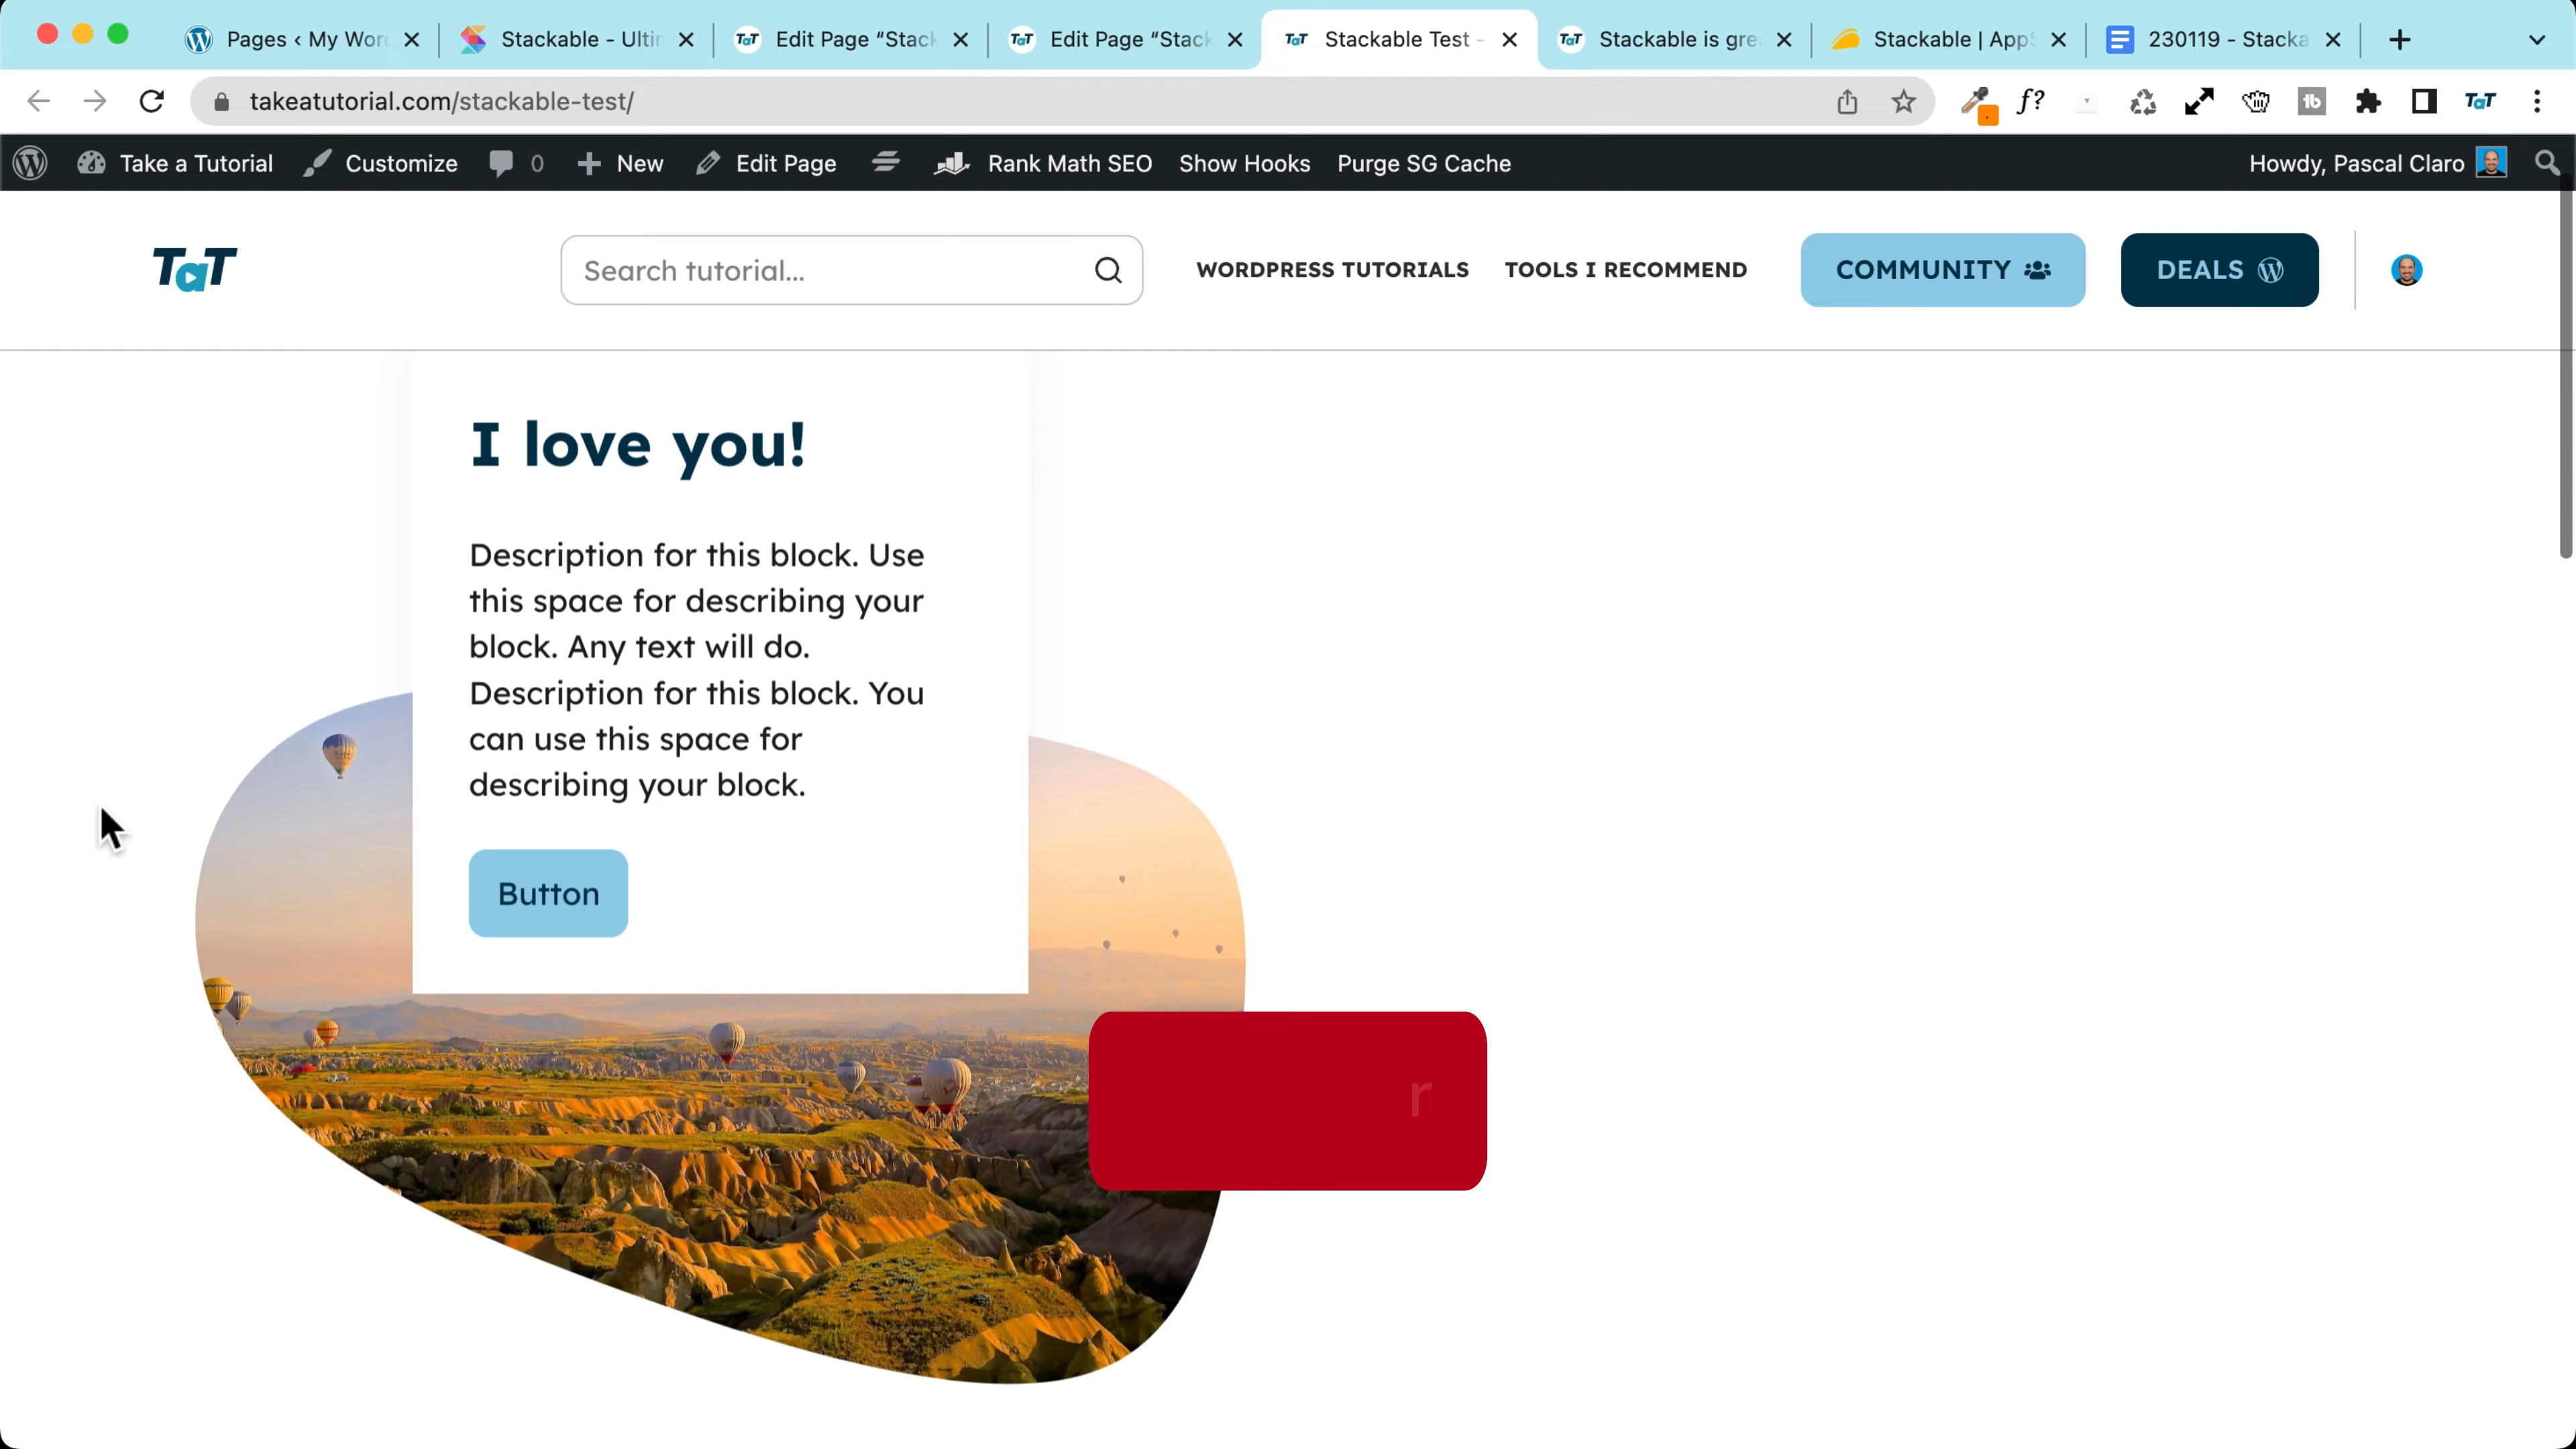 Pages ‹ My Wor
Stackable - Ulti
Edit Page “Stack
Edit Page “Stack
Stackable Test -
Stackable is gre
Stackable | App
230119 - Stacka
takeatutorial.com/stackable-test/
f?
Take a Tutorial
Customize
0
New
Edit Page
Rank Math SEO
Show Hooks
Purge SG Cache
Howdy, Pascal Claro
TaT
Search tutorial...
WORDPRESS TUTORIALS
TOOLS I RECOMMEND
COMMUNITY
DEALS
I love you!
Description for this block. Use
this space for describing your
block. Any text will do.
Description for this block. You
can use this space for
describing your block.
Button
r